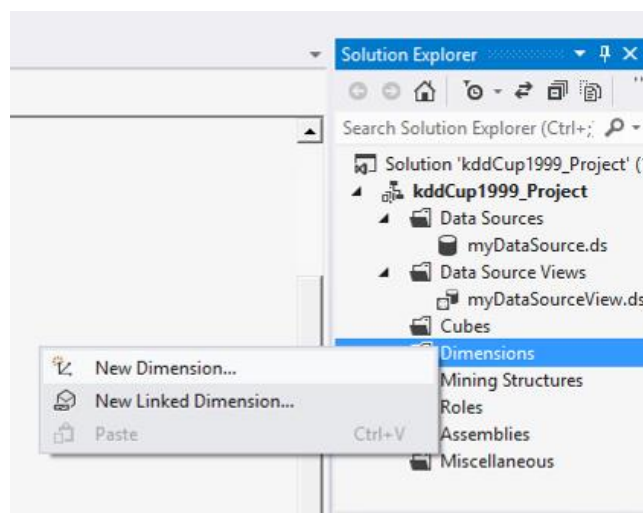 Solution Explorer
Search Solution Explorer (Ctrl+;
Solution 'kddCup1999_Project' (
kddCup1999_Project
Data Sources
myDataSource.ds
Data Source Views
myDataSourceView.ds
Cubes
Dimensions
New Dimension...
Mining Structures
New Linked Dimension...
Roles
Paste Ctrl+V
Assemblies
Miscellaneous